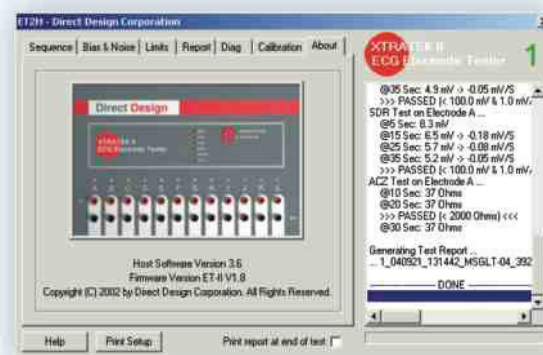 ET2H - Direct Design Corporation
Sequence Bias & Noise Limits Report Diag Calibration About
Direct Design
XTRATEK II
Host Software Version 3.6
Firmware Version ET-II V1.8
Copyright (C) 2002 by Direct Design Corporation. All Rights Reserved.
XTRATEK II
ECG Electrode Tester
1
@35 Sec: 4.9 mV -> -0.05 mV/S
>>> PASSED (< 100.0 mV & 1.0 mV/
SDR Test on Electrode A ...
@5 Sec: 8.3 mV
@15 Sec: 6.5 mV -> -0.18 mV/S
@25 Sec: 5.7 mV -> -0.08 mV/S
@35 Sec: 5.2 mV -> -0.05 mV/S
>>> PASSED (< 100.0 mV & 1.0 mV/
ACZ Test on Electrode A ...
@10 Sec: 37 Ohms
@20 Sec: 37 Ohms
>>> PASSED (< 2000 Ohms) <<<
@30 Sec: 37 Ohms
Generating Test Report ...
... 1_040921_131442_MSGLT-04_392
DONE
Help Print Setup Print report at end of test